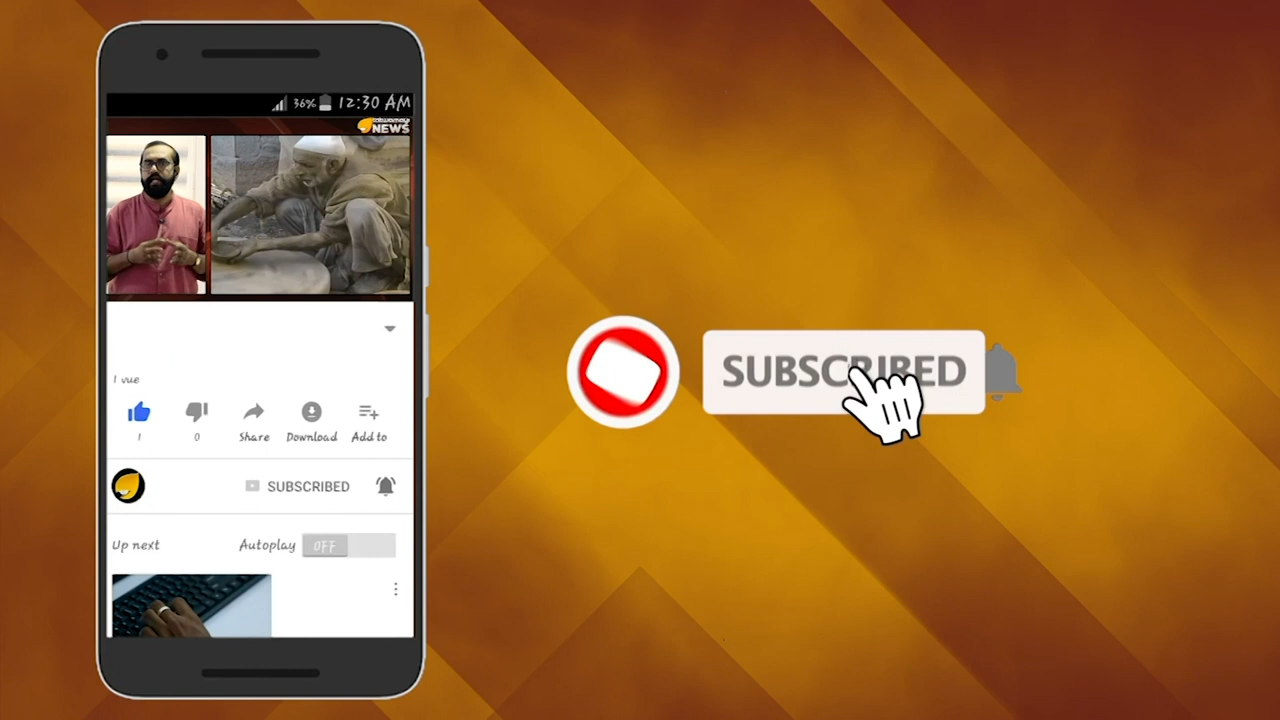 36% 12:30 AM
Tatwamayi
NEWS
1 vue
1
0
Share
Download
Add to
SUBSCRIBED
Up next
Autoplay
OFF
SUBSCRIBED